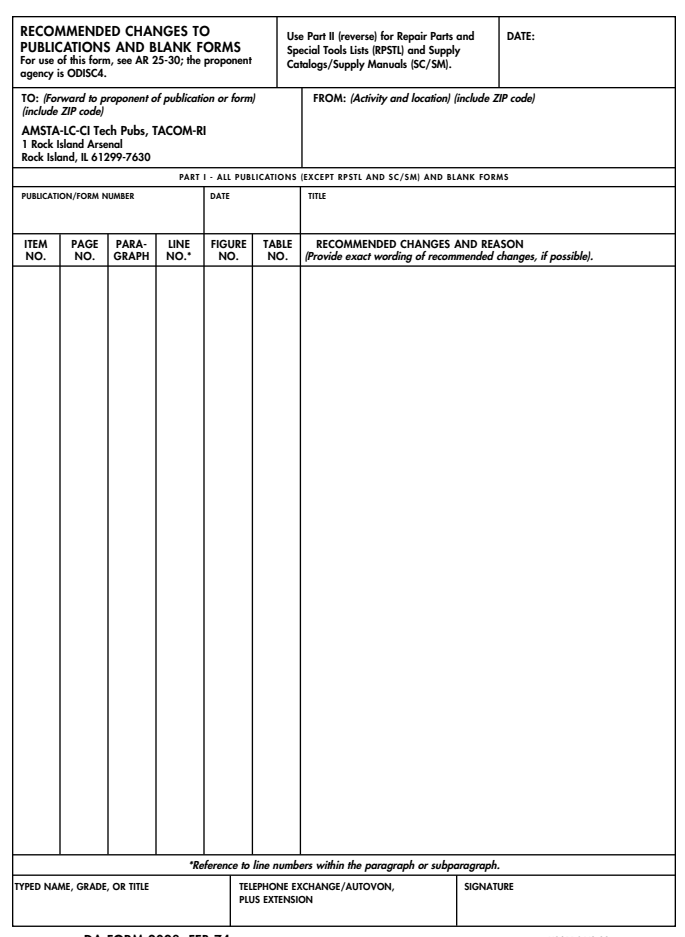 RECOMMENDED CHANGES TO
PUBLICATIONS AND BLANK FORMS
For use of this form, see AR 25-30; the proponent
agency is ODISC4.
Use Part II (reverse) for Repair Parts and
Special Tools Lists (RPSTL) and Supply
Catalogs/Supply Manuals (SC/SM).
DATE:
TO: (Forward to proponent of publication or form)
(include ZIP code)
AMSTA-LC-CI Tech Pubs, TACOM-RI
1 Rock Island Arsenal
Rock Island, IL 61299-7630
FROM: (Activity and location) (include ZIP code)
PART I - ALL PUBLICATIONS (EXCEPT RPSTL AND SC/SM) AND BLANK FORMS
PUBLICATION/FORM NUMBER
DATE
TITLE
ITEM
NO.
PAGE
NO.
PARA-
GRAPH
LINE
NO.*
FIGURE
NO.
TABLE
NO.
RECOMMENDED CHANGES AND REASON
(Provide exact wording of recommended changes, if possible).
*Reference to line numbers within the paragraph or subparagraph.
TYPED NAME, GRADE, OR TITLE
TELEPHONE EXCHANGE/AUTOVON,
PLUS EXTENSION
SIGNATURE